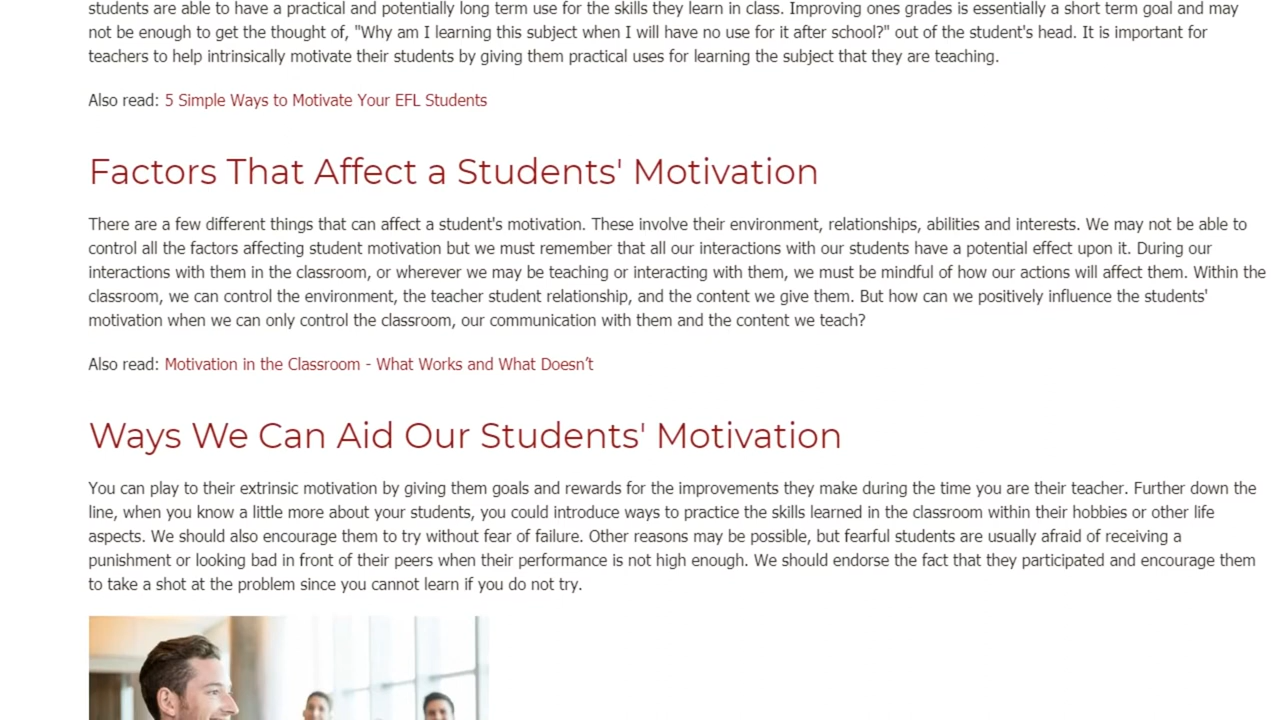 students are able to have a practical and potentially long term use for the skills they learn in class. Improving ones grades is essentially a short term goal and may
not be enough to get the thought of, "Why am I learning this subject when I will have no use for it after school?" out of the student's head. It is important for
teachers to help intrinsically motivate their students by giving them practical uses for learning the subject that they are teaching.
Also read: 5 Simple Ways to Motivate Your EFL Students
Factors That Affect a Students' Motivation
There are a few different things that can affect a student's motivation. These involve their environment, relationships, abilities and interests. We may not be able to
control all the factors affecting student motivation but we must remember that all our interactions with our students have a potential effect upon it. During our
interactions with them in the classroom, or wherever we may be teaching or interacting with them, we must be mindful of how our actions will affect them. Within the
classroom, we can control the environment, the teacher student relationship, and the content we give them. But how can we positively influence the students'
motivation when we can only control the classroom, our communication with them and the content we teach?
Also read: Motivation in the Classroom - What Works and What Doesn’t
Ways We Can Aid Our Students' Motivation
You can play to their extrinsic motivation by giving them goals and rewards for the improvements they make during the time you are their teacher. Further down the
line, when you know a little more about your students, you could introduce ways to practice the skills learned in the classroom within their hobbies or other life
aspects. We should also encourage them to try without fear of failure. Other reasons may be possible, but fearful students are usually afraid of receiving a
punishment or looking bad in front of their peers when their performance is not high enough. We should endorse the fact that they participated and encourage them
to take a shot at the problem since you cannot learn if you do not try.